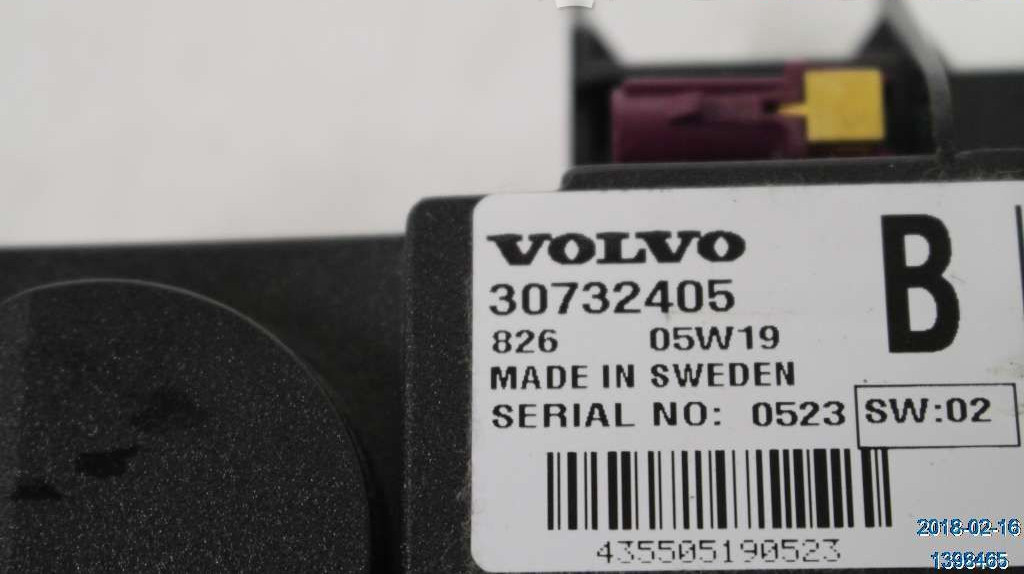 VOLVO
30732405
B
826 05W19
MADE IN SWEDEN
SERIAL NO: 0523 SW:02
435505190523
2018-02-16
1398465